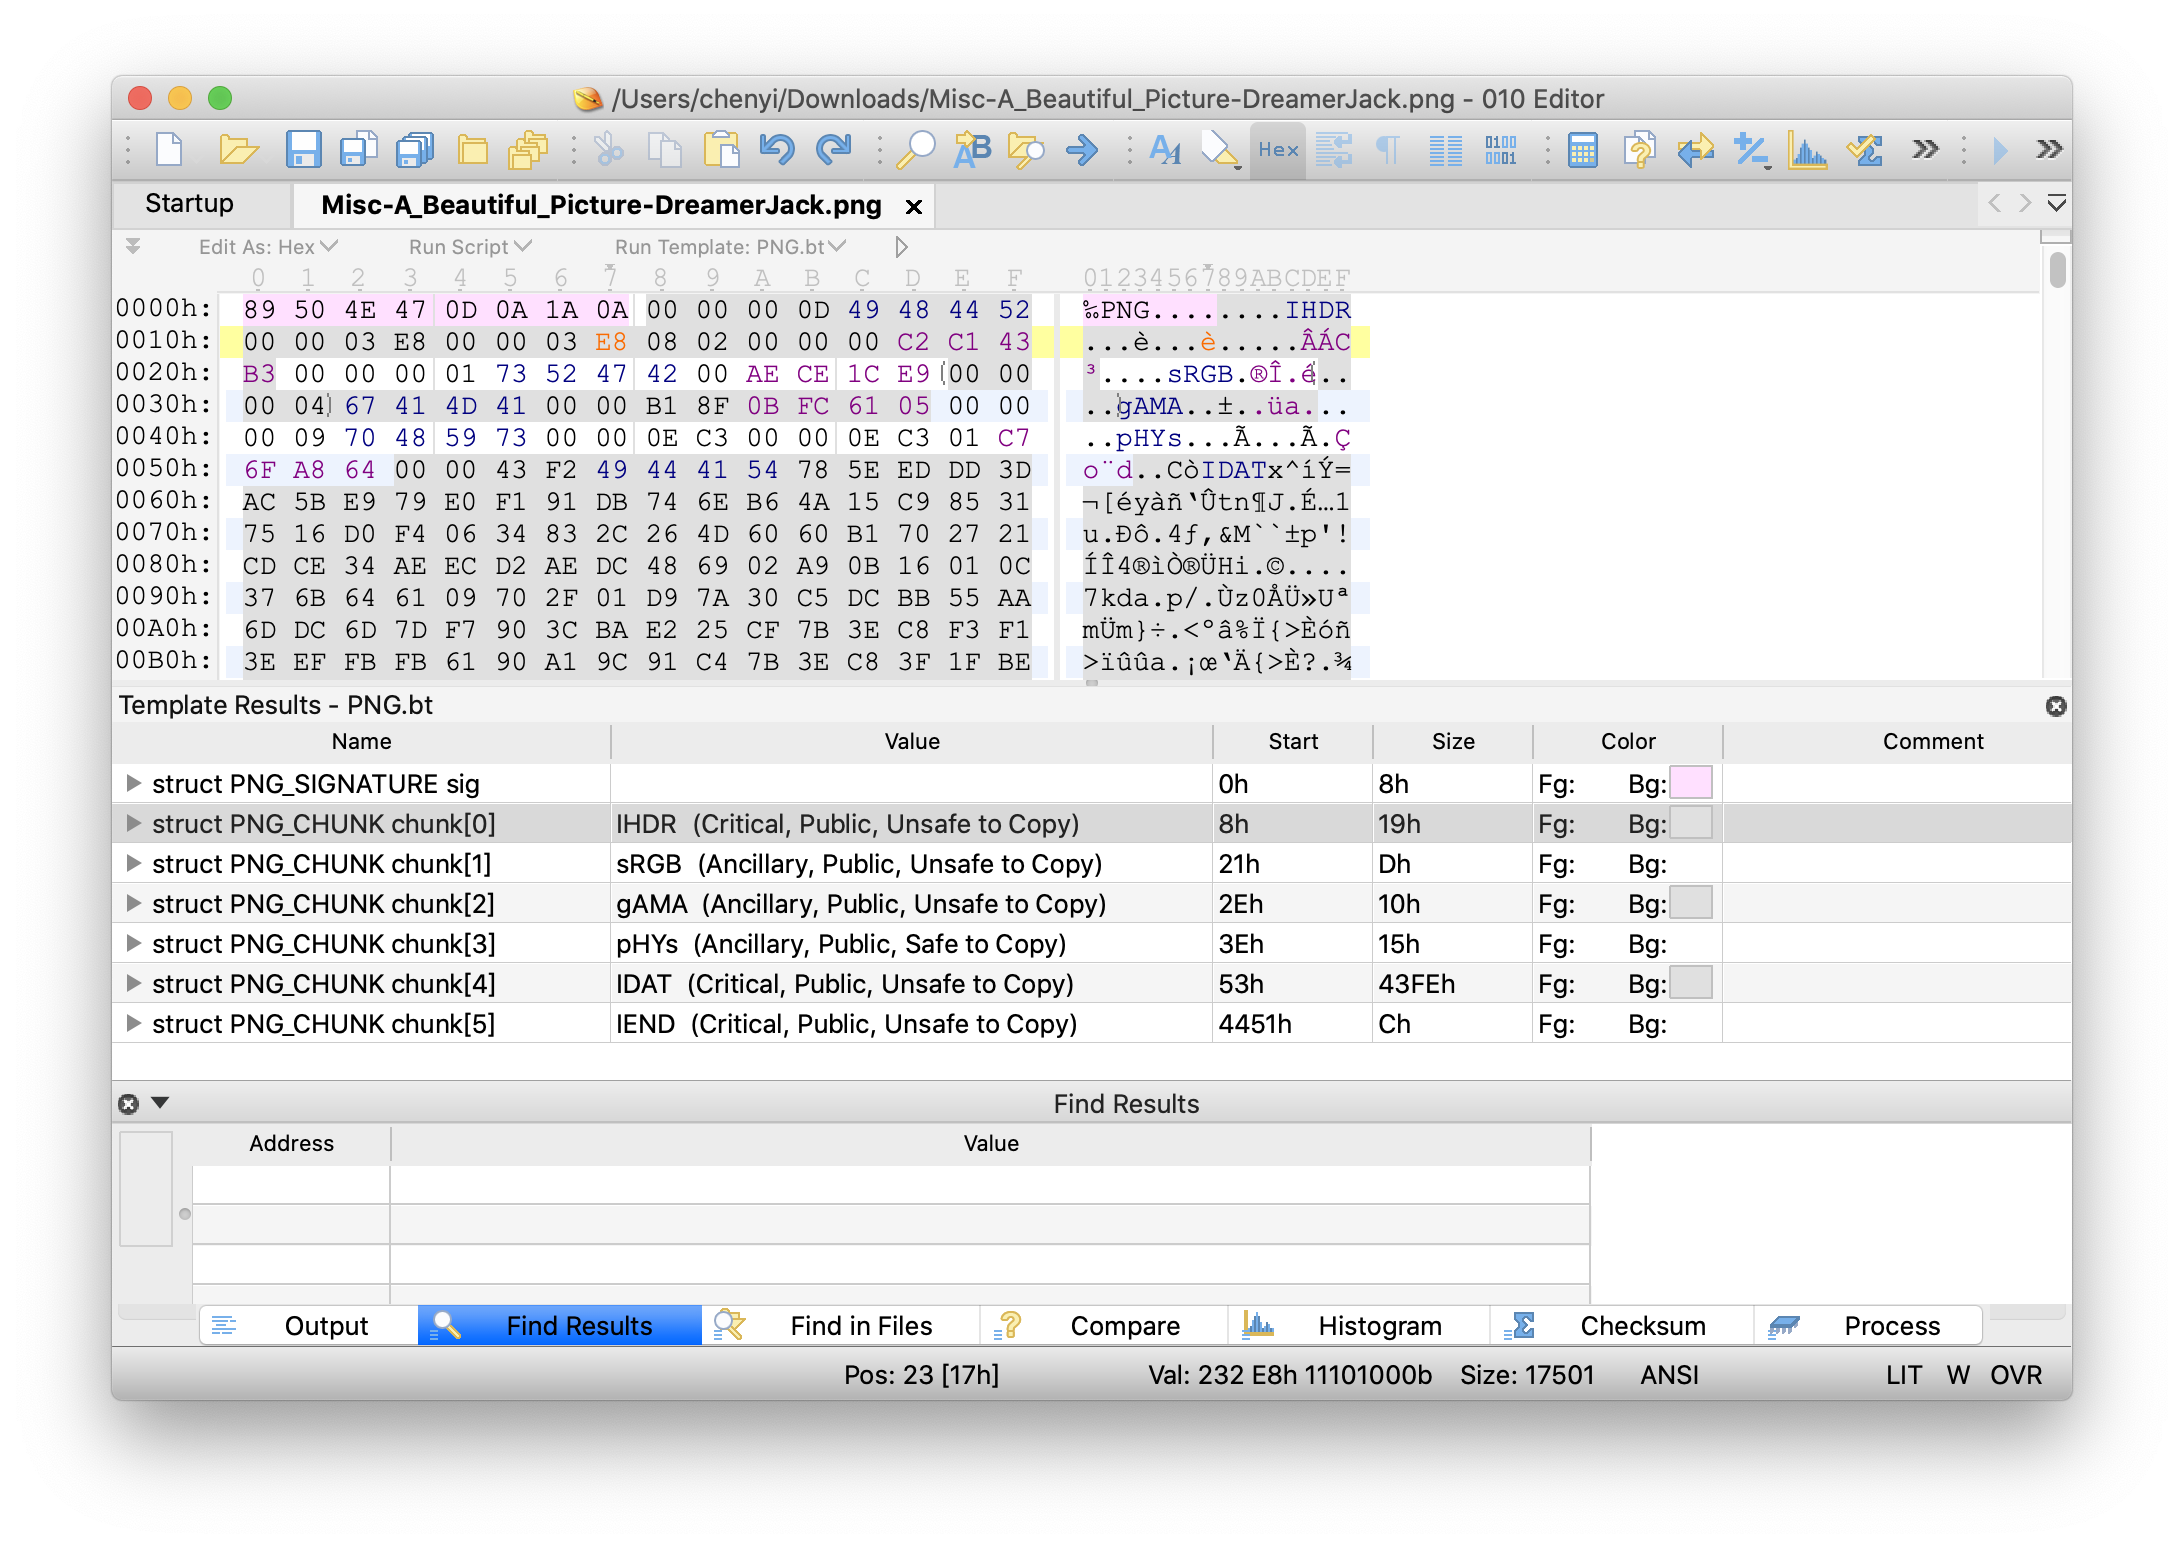 /Users/chenyi/Downloads/Misc-A_Beautiful_Picture-DreamerJack.png - 010 Editor
Hex
Startup Misc-A_Beautiful_Picture-DreamerJack.png
Edit As: Hex Run Script Run Template: PNG.bt
0 1 2 3 4 5 6 7 8 9 A B C D E F 0123456789ABCDEF
0000h: 89 50 4E 47 0D 0A 1A 0A 00 00 00 0D 49 48 44 52 ‰PNG........IHDR
0010h: 00 00 03 E8 00 00 03 E8 08 02 00 00 00 C2 C1 43 ...è...è.....ÂÁC
0020h: B3 00 00 00 01 73 52 47 42 00 AE CE 1C E9 00 00 ³....sRGB.®Î.é..
0030h: 00 04 67 41 4D 41 00 00 B1 8F 0B FC 61 05 00 00 ..gAMA..±..üa...
0040h: 00 09 70 48 59 73 00 00 0E C3 00 00 0E C3 01 C7 ..pHYs...Ã...Ã.Ç
0050h: 6F A8 64 00 00 43 F2 49 44 41 54 78 5E ED DD 3D o¨d..CòIDATx^íÝ=
0060h: AC 5B E9 79 E0 F1 91 DB 74 6E B6 4A 15 C9 85 31 ¬[éyàñ‘Ûtn¶J.É…1
0070h: 75 16 D0 F4 06 34 83 2C 26 4D 60 60 B1 70 27 21 u.Ðô.4ƒ,&M``±p'!
0080h: CD CE 34 AE EC D2 AE DC 48 69 02 A9 0B 16 01 0C ÍÎ4®ìÒ®ÜHi.©....
0090h: 37 6B 64 61 09 70 2F 01 D9 7A 30 C5 DC BB 55 AA 7kda.p/.Ùz0ÅÜ»Uª
00A0h: 6D DC 6D 7D F7 90 3C BA E2 25 CF 7B 3E C8 F3 F1 mÜm}÷.<ºâ%Ï{>Èóñ
00B0h: 3E EF FB FB 61 90 A1 9C 91 C4 7B 3E C8 3F 1F BE >ïûûa.¡œ‘Ä{>È?.¾
Template Results - PNG.bt
Name Value Start Size Color Comment
struct PNG_SIGNATURE sig 0h 8h Fg: Bg:
struct PNG_CHUNK chunk[0] IHDR (Critical, Public, Unsafe to Copy) 8h 19h Fg: Bg:
struct PNG_CHUNK chunk[1] sRGB (Ancillary, Public, Unsafe to Copy) 21h Dh Fg: Bg:
struct PNG_CHUNK chunk[2] gAMA (Ancillary, Public, Unsafe to Copy) 2Eh 10h Fg: Bg:
struct PNG_CHUNK chunk[3] pHYs (Ancillary, Public, Safe to Copy) 3Eh 15h Fg: Bg:
struct PNG_CHUNK chunk[4] IDAT (Critical, Public, Unsafe to Copy) 53h 43FEh Fg: Bg:
struct PNG_CHUNK chunk[5] IEND (Critical, Public, Unsafe to Copy) 4451h Ch Fg: Bg:
Find Results
Address Value
Output Find Results Find in Files Compare Histogram Checksum Process
Pos: 23 [17h] Val: 232 E8h 11101000b Size: 17501 ANSI LIT W OVR